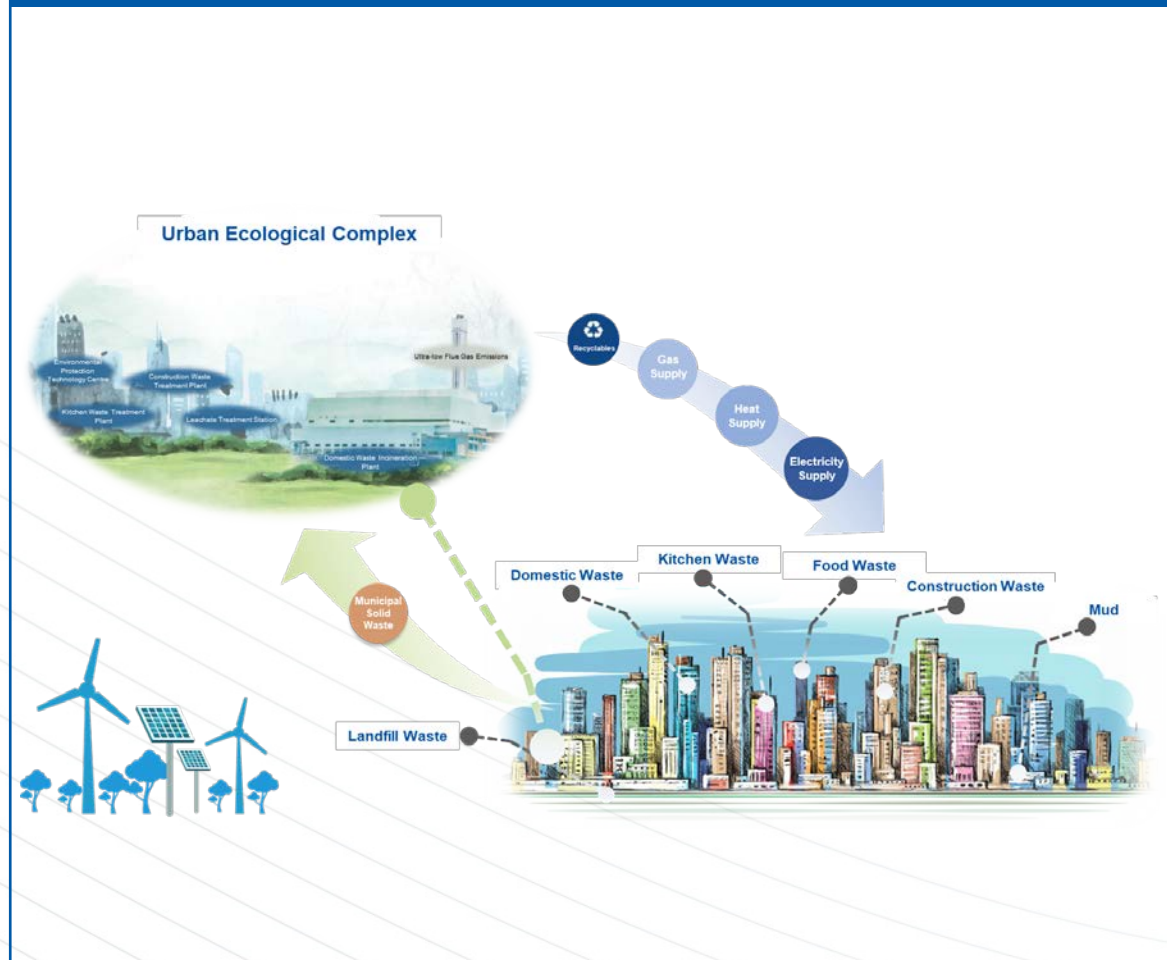 Urban Ecological Complex
Ultra-low Flue Gas Emissions
Environmental
Protection
Technology Centre
Construction Waste
Treatment Plant
Kitchen Waste Treatment
Plant
Leachate Treatment Station
Domestic Waste Incineration
Plant
Recyclables
Gas
Supply
Heat
Supply
Electricity
Supply
Municipal
Solid
Waste
Domestic Waste
Kitchen Waste
Food Waste
Construction Waste
Mud
Landfill Waste